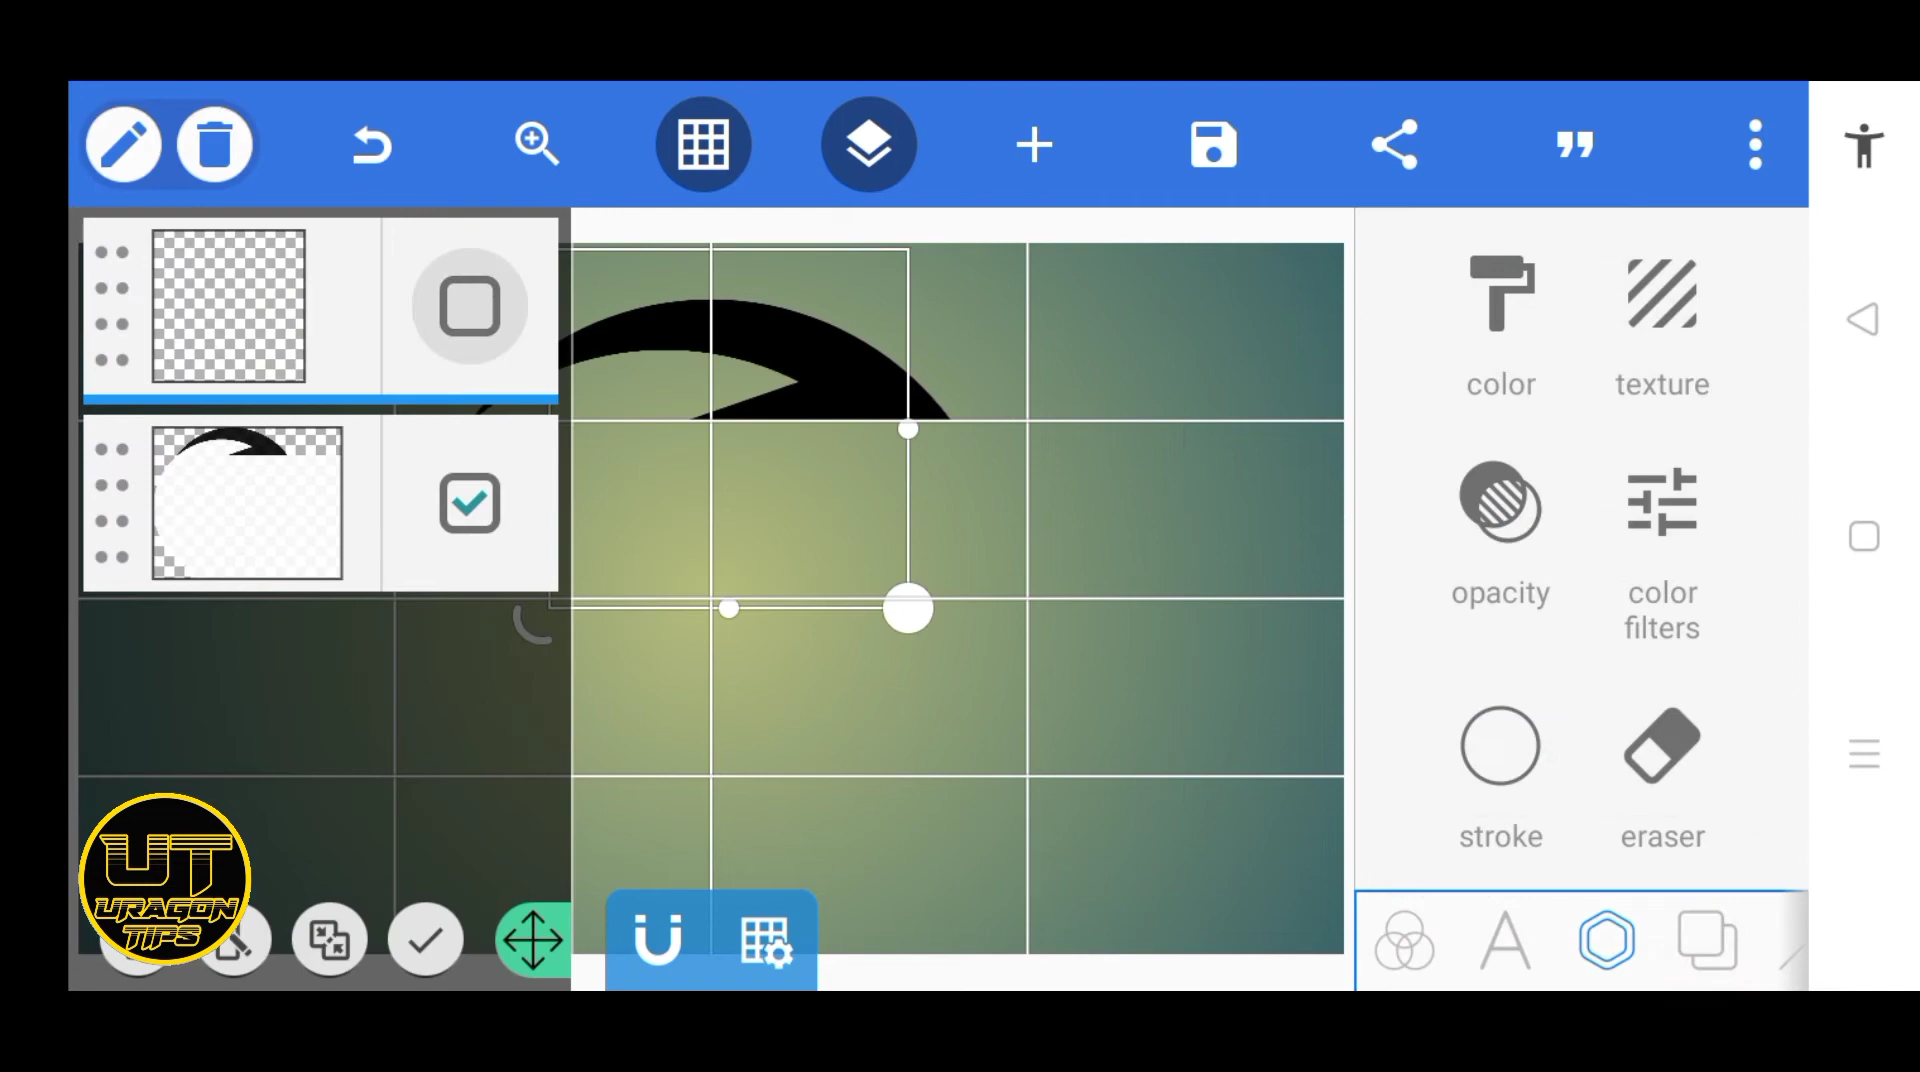 color
texture
opacity
color
filters
stroke
eraser
UT
URAGON
TIPS